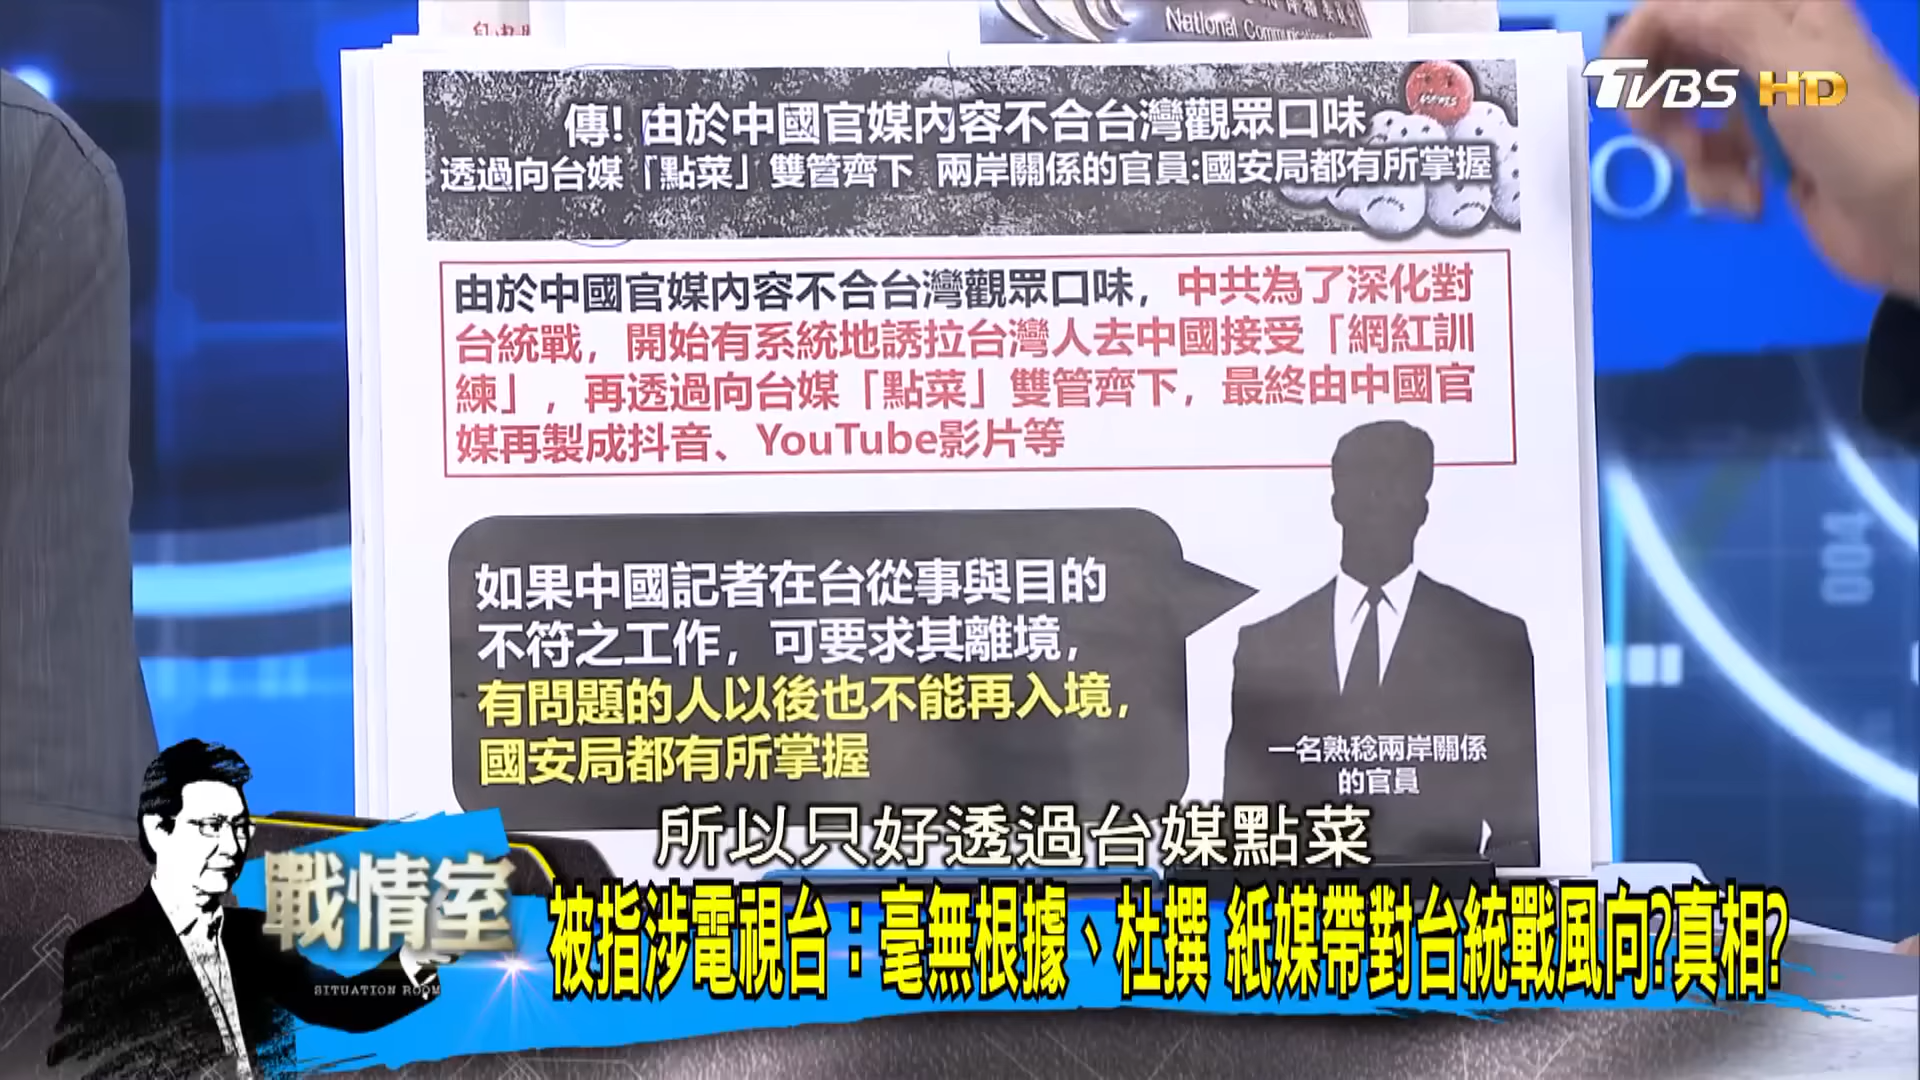 National
TVBS HD
傳! 由於中國官媒內容不合台灣觀眾口味
透過向台媒「點菜」雙管齊下 兩岸關係的官員:國安局都有所掌握
由於中國官媒內容不合台灣觀眾口味，中共為了深化對
台統戰，開始有系統地誘拉台灣人去中國接受「網紅訓
練」，再透過向台媒「點菜」雙管齊下，最終由中國官
媒再製成抖音、YouTube影片等
如果中國記者在台從事與目的
不符之工作，可要求其離境，
有問題的人以後也不能再入境，
國安局都有所掌握
一名熟稔兩岸關係
的官員
004
所以只好透過台媒點菜
戰情室
SITUATION ROOM
被指涉電視台：毫無根據、杜撰 紙媒帶對台統戰風向?真相?